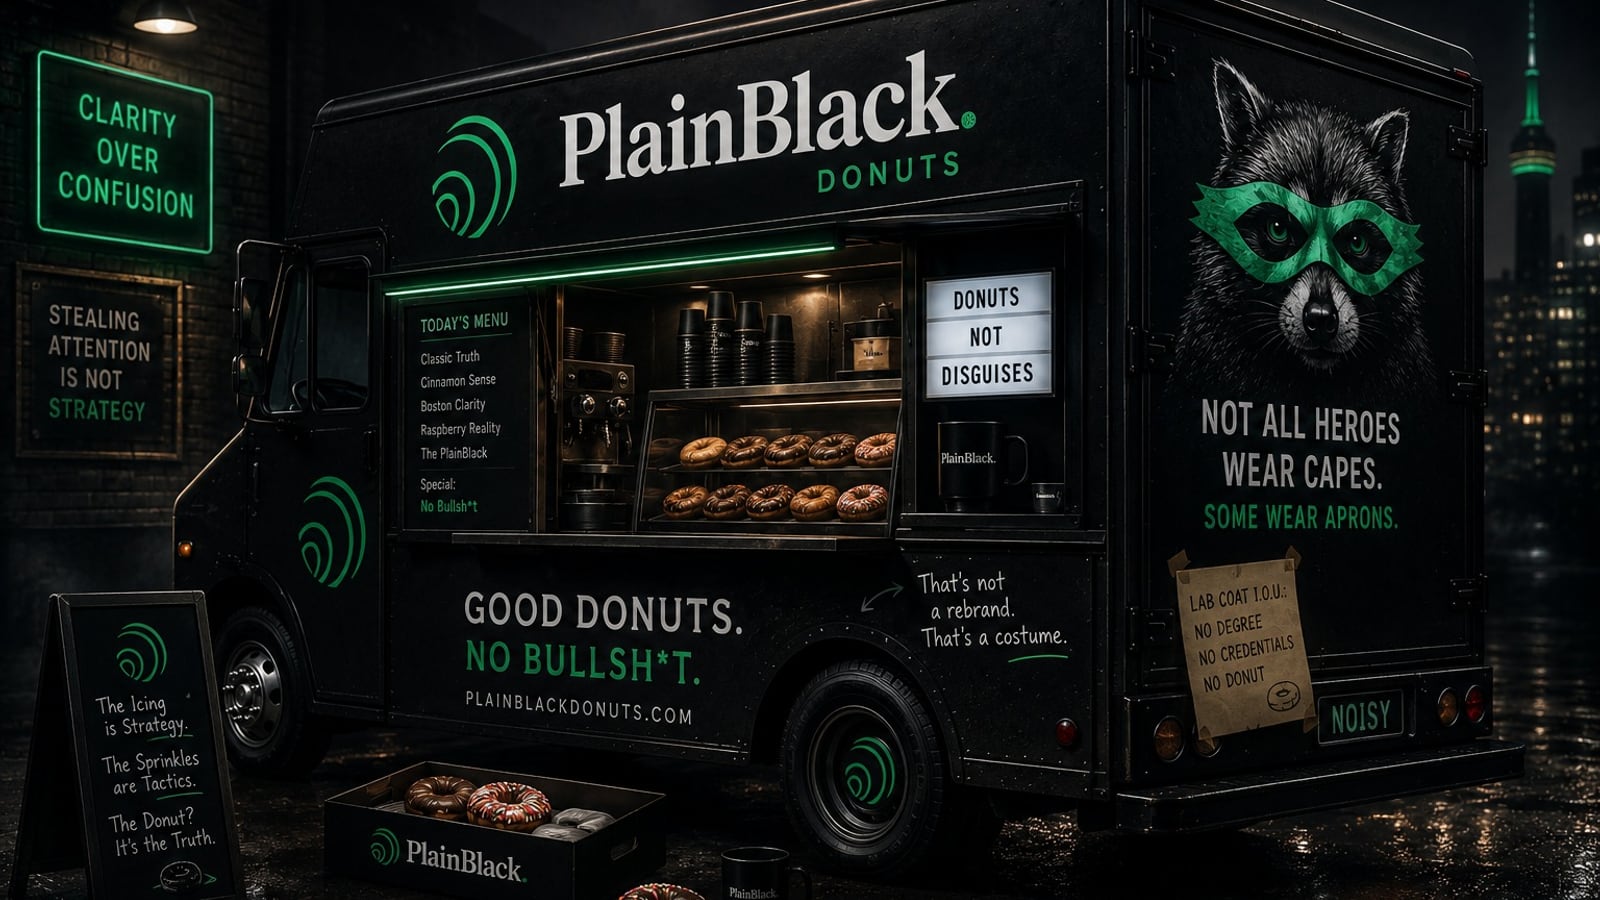 CLARITY
OVER
CONFUSION
STEALING
ATTENTION
IS NOT
STRATEGY
PlainBlack.
DONUTS
TODAY'S MENU
Classic Truth
Cinnamon Sense
Boston Clarity
Raspberry Reality
The PlainBlack
Special:
No Bullsh*t
DONUTS
NOT
DISGUISES
PlainBlack.
GOOD DONUTS.
NO BULLSH*T.
PLAINBLACKDONUTS.COM
That's not
a rebrand.
That's a costume.
NOT ALL HEROES
WEAR CAPES.
SOME WEAR APRONS.
LAB COAT I.O.U.:
NO DEGREE
NO CREDENTIALS
NO DONUT
NOISY
The Icing
is Strategy.
The Sprinkles
are Tactics.
The Donut?
It's the Truth.
PlainBlack.
PlainBlack.